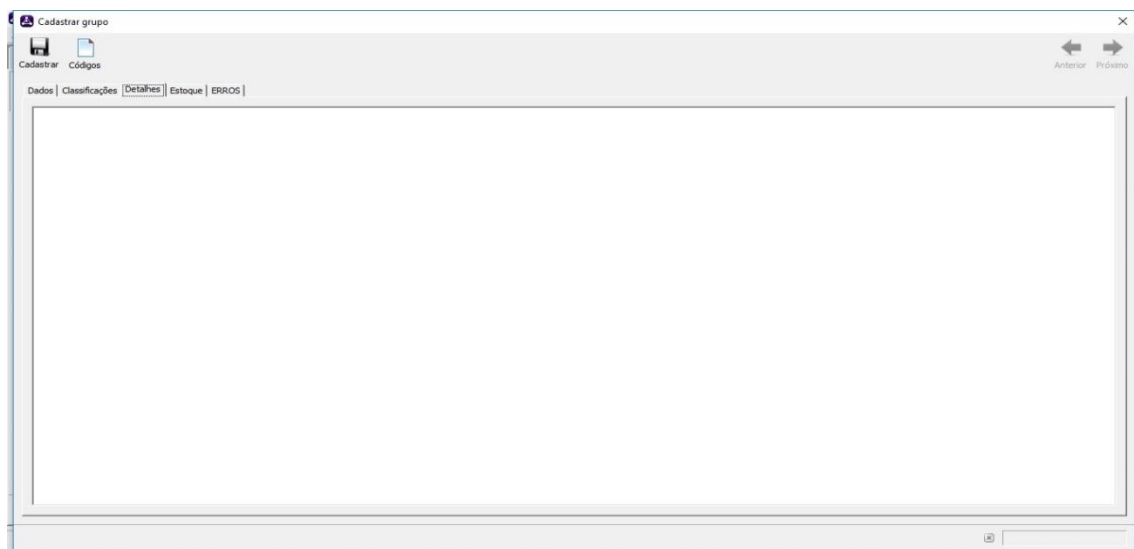 Cadastrar grupo
Cadastrar Códigos Anterior Próximo
Dados Classificações Detalhes Estoque ERROS